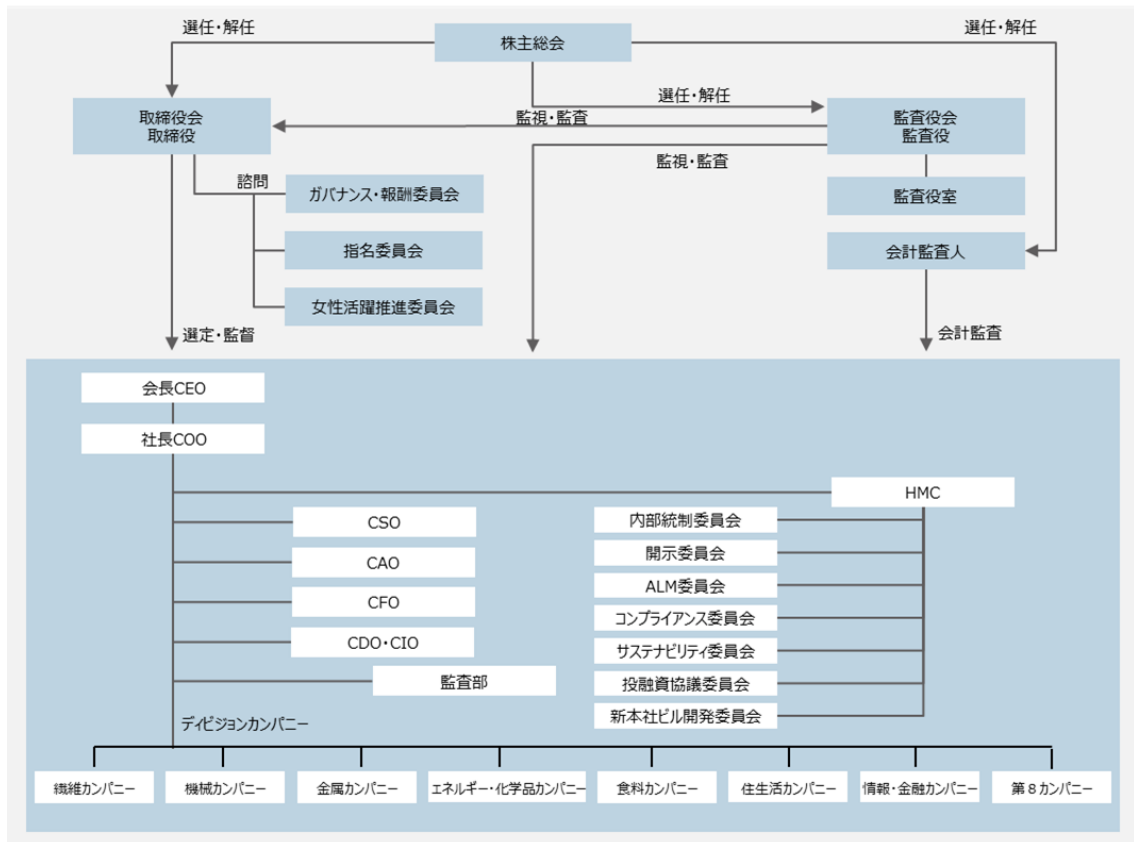 選任・解任
株主総会
選任・解任
選任・解任
取締役会
取締役
監視・監査
監査役会
監査役
監視・監査
諮問
ガバナンス・報酬委員会
監査役室
指名委員会
会計監査人
女性活躍推進委員会
選定・監督
会計監査
会長CEO
社長COO
HMC
CSO
内部統制委員会
開示委員会
CAO
ALM委員会
CFO
コンプライアンス委員会
CDO・CIO
サステナビリティ委員会
監査部
投融資協議委員会
新本社ビル開発委員会
ディビジョンカンパニー
繊維カンパニー
機械カンパニー
金属カンパニー
エネルギー・化学品カンパニー
食料カンパニー
住生活カンパニー
情報・金融カンパニー
第８カンパニー